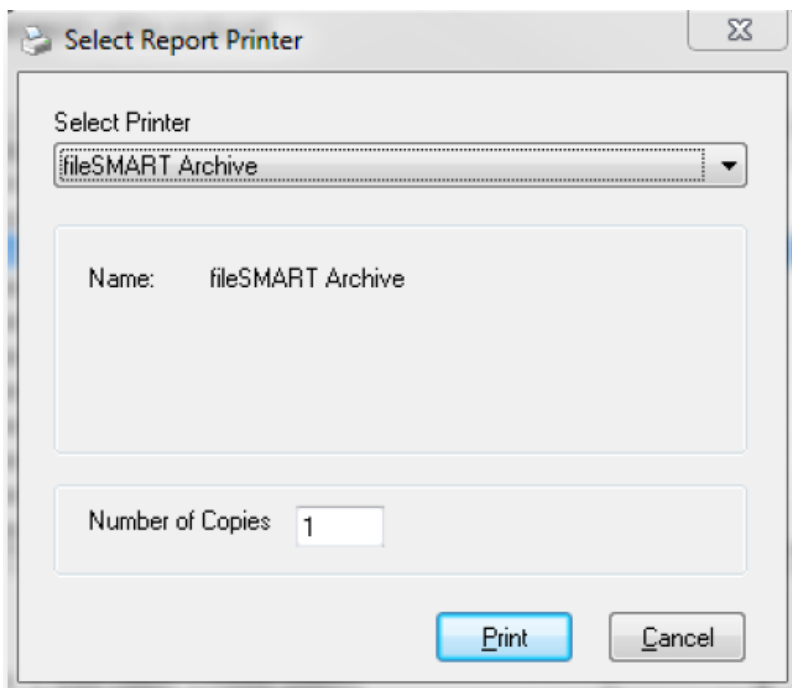 Select Report Printer
Select Printer
fileSMART Archive
Name: fileSMART Archive
Number of Copies 1
Print Cancel